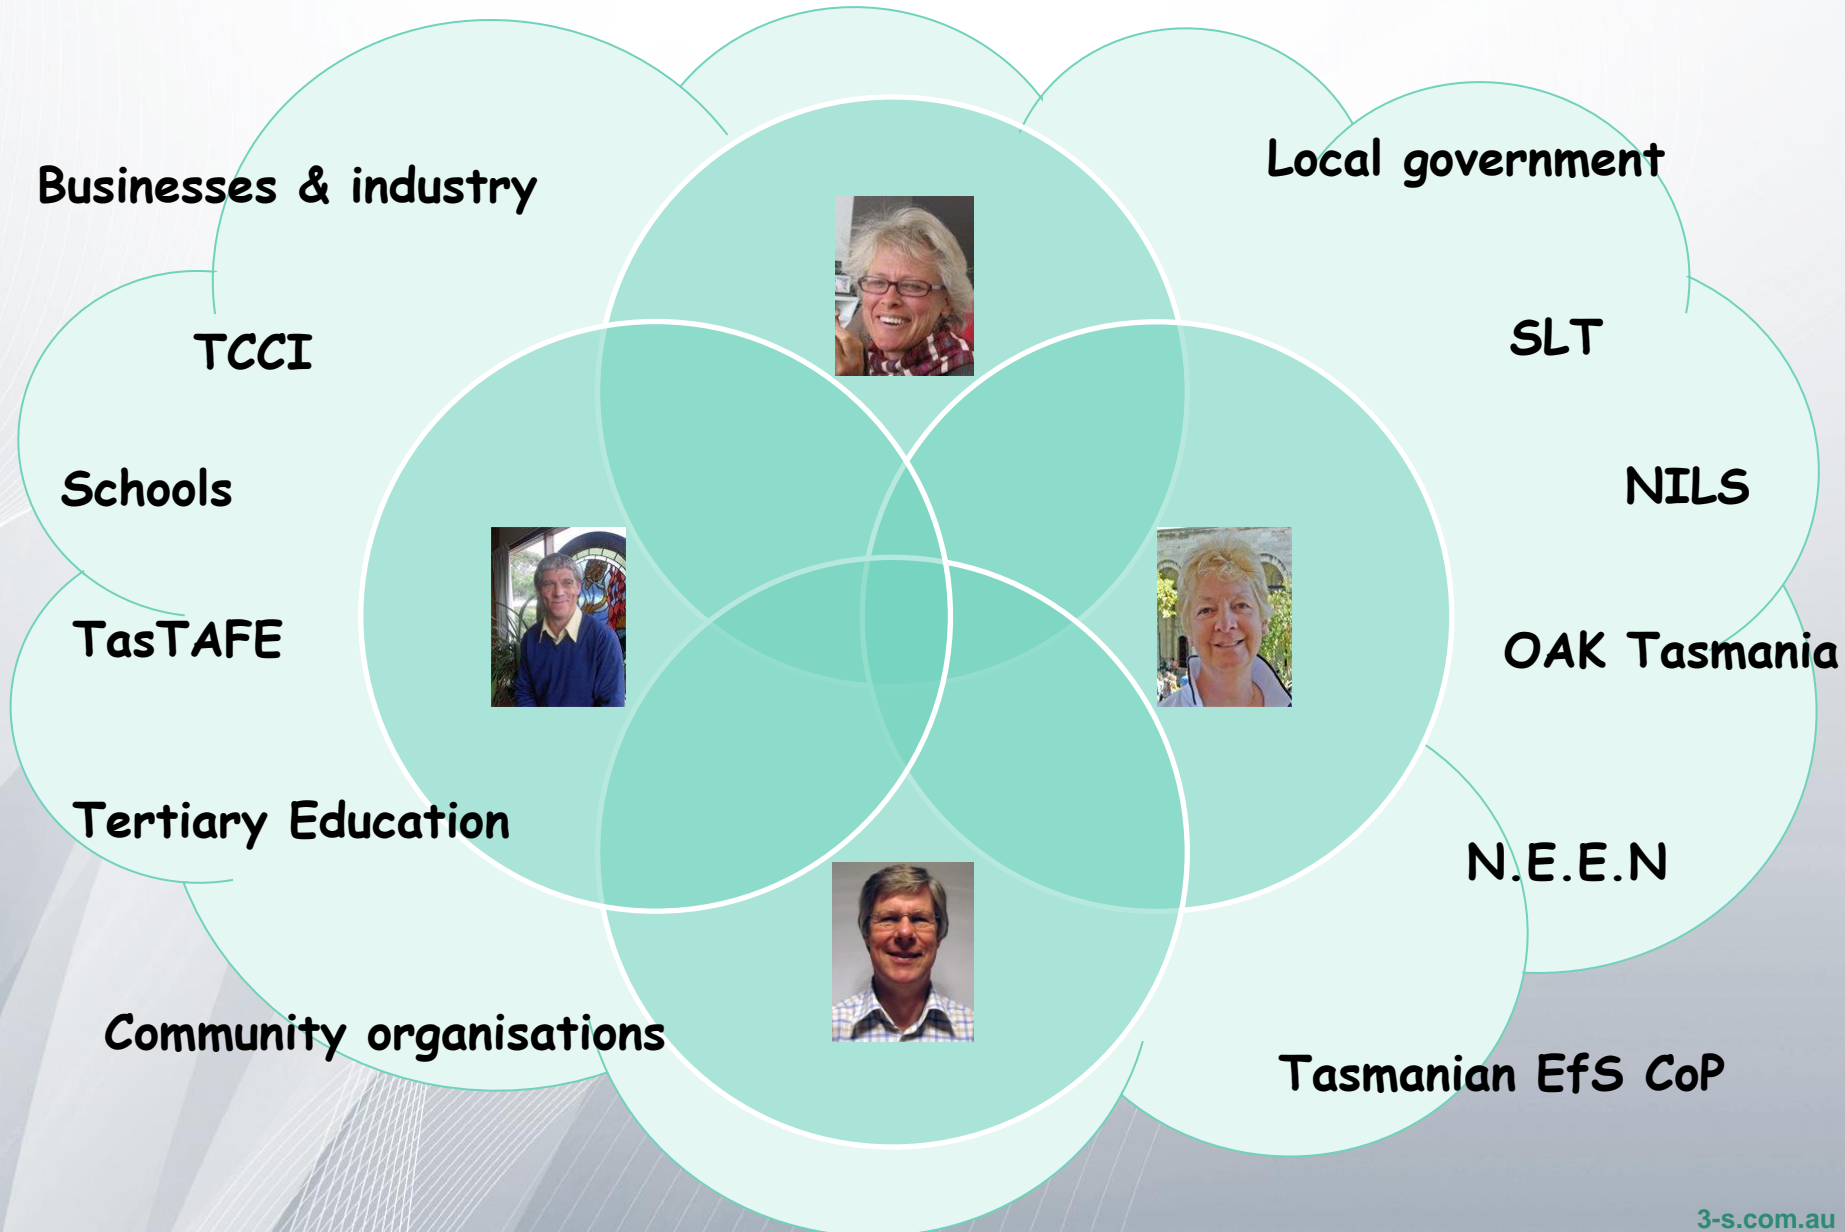 Businesses & industry
Local government
TCCI
SLT
Schools
NILS
TasTAFE
OAK Tasmania
Tertiary Education
N.E.E.N
Community organisations
Tasmanian EfS CoP
3-s.com.au